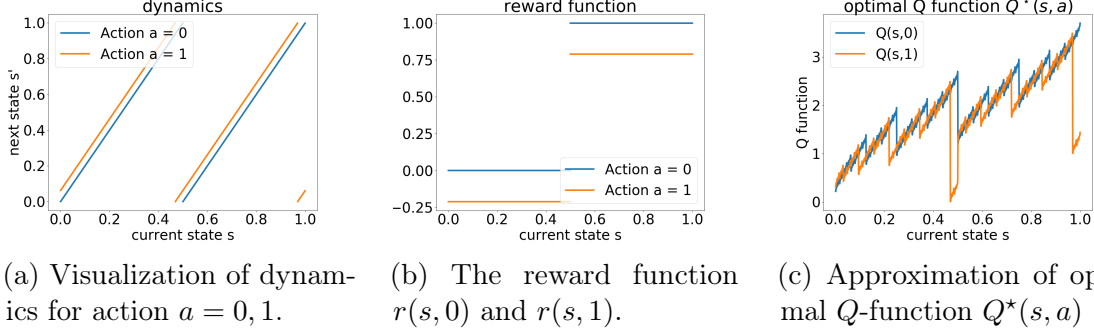 dynamics
Action a = 0
Action a = 1
1.0
0.8
0.6
0.4
0.2
0.0
next state s'
0.0 0.2 0.4 0.6 0.8 1.0
current state s
reward function
1.00
0.75
0.50
0.25
0.00
−0.25
Action a = 0
Action a = 1
0.0 0.2 0.4 0.6 0.8 1.0
current state s
optimal Q function Q⋆(s, a)
Q(s,0)
Q(s,1)
3
2
1
0
Q function
0.0 0.2 0.4 0.6 0.8 1.0
current state s
(a) Visualization of dynam-
ics for action a = 0, 1.
(b) The reward function
r(s, 0) and r(s, 1).
(c) Approximation of op
mal Q-function Q⋆(s, a)